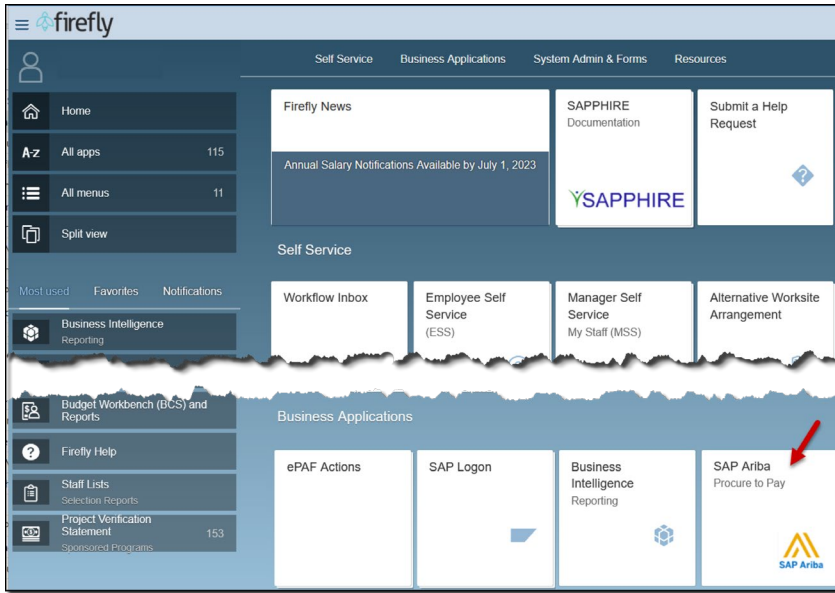 firefly
Self Service
Business Applications
System Admin & Forms
Resources
Home
A-Z
All apps
115
All menus
11
Split view
Most used
Favorites
Notifications
Business Intelligence
Reporting
Budget Workbench (BCS) and
Reports
Firefly Help
Staff Lists
Selection Reports
Project Verification
Statement
153
Sponsored Programs
Firefly News
Annual Salary Notifications Available by July 1, 2023
SAPPHIRE
Documentation
SAPPHIRE
Submit a Help
Request
Self Service
Workflow Inbox
Employee Self
Service
(ESS)
Manager Self
Service
My Staff (MSS)
Alternative Worksite
Arrangement
Business Applications
ePAF Actions
SAP Logon
Business
Intelligence
Reporting
SAP Ariba
Procure to Pay
SAP Ariba